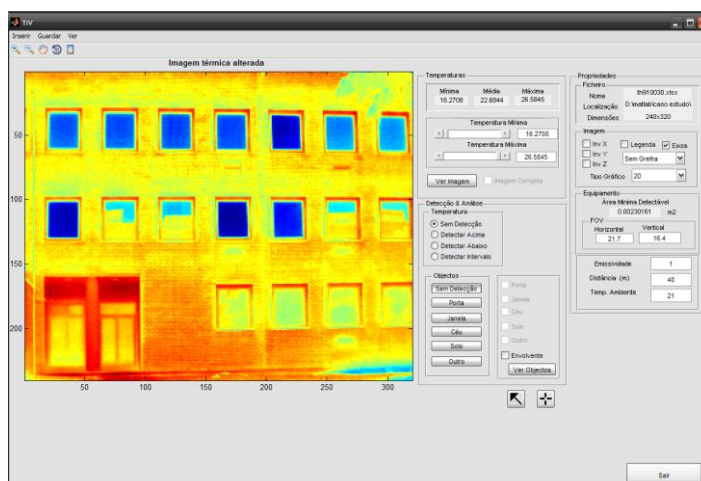 TIV
Inserir Guardar Ver
Imagem térmica alterada
50
100
150
200
50 100 150 200 250 300
Temperaturas
Mínima Média Máxima
16.2708 22.6844 26.5845
Temperatura Mínima
16.2708
Temperatura Máxima
26.5845
Ver Imagem Imagem Completa
Detecção & Análise
Temperatura
Sem Detecção
Detectar Acima
Detectar Abaixo
Detectar Intervalo
Objectos
Sem Detecção
Porta
Janela
Céu
Solo
Outro
Porta
Janela
Céu
Solo
Outro
Envolvente
Ver Objectos
Propriedades
Ficheiro
Nome th910030.xlsx
Localização D:\matlab\caso estudo\
Dimensões 240x320
Imagem
Inv X Legenda Eixos
Inv Y
Inv Z
Sem Grelha
Tipo Gráfico 2D
Equipamento
Área Mínima Detectável
0.00230161 m2
FOV
Horizontal Vertical
21.7 16.4
Emissividade 1
Distância (m) 40
Temp. Ambiente 21
Sair